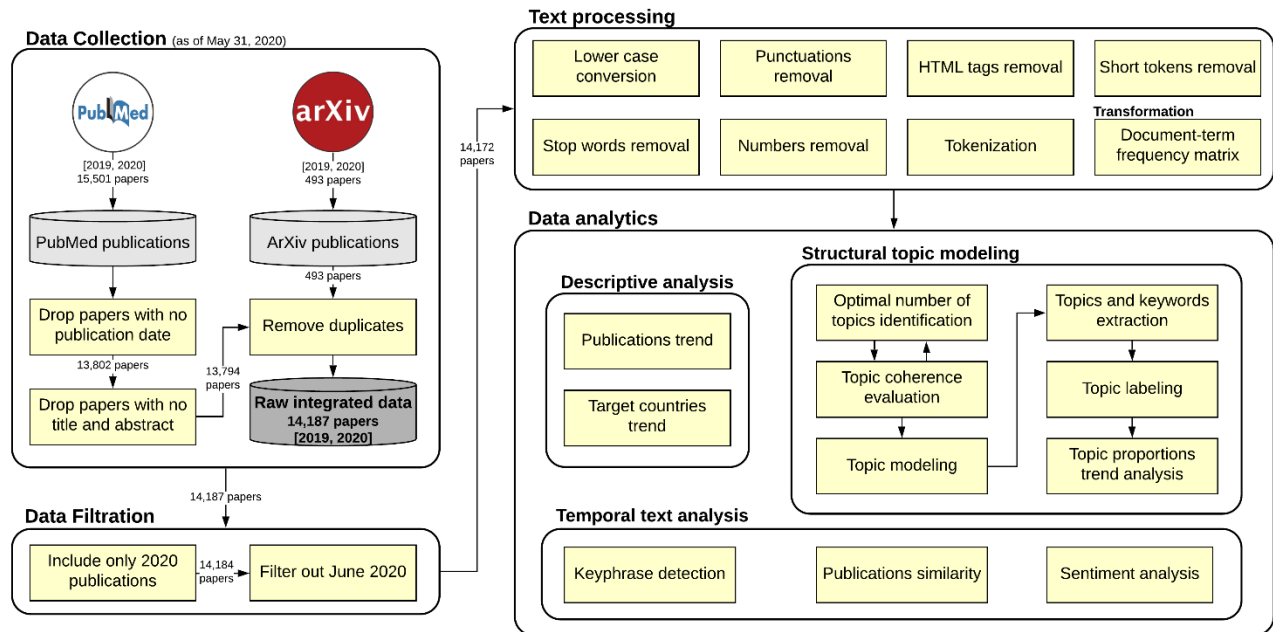 Data Collection (as of May 31, 2020)
PubMed
arXiv
[2019, 2020]
15,501 papers
[2019, 2020]
493 papers
PubMed publications
ArXiv publications
493 papers
Drop papers with no
publication date
Remove duplicates
13,802 papers
13,794
papers
Drop papers with no
title and abstract
Raw integrated data
14,187 papers
[2019, 2020]
14,187 papers
Data Filtration
Include only 2020
publications
14,184
papers
Filter out June 2020
14,172
papers
Text processing
Lower case
conversion
Punctuations
removal
HTML tags removal
Short tokens removal
Stop words removal
Numbers removal
Tokenization
Transformation
Document-term
frequency matrix
Data analytics
Descriptive analysis
Publications trend
Target countries
trend
Structural topic modeling
Optimal number of
topics identification
Topic coherence
evaluation
Topic modeling
Topics and keywords
extraction
Topic labeling
Topic proportions
trend analysis
Temporal text analysis
Keyphrase detection
Publications similarity
Sentiment analysis